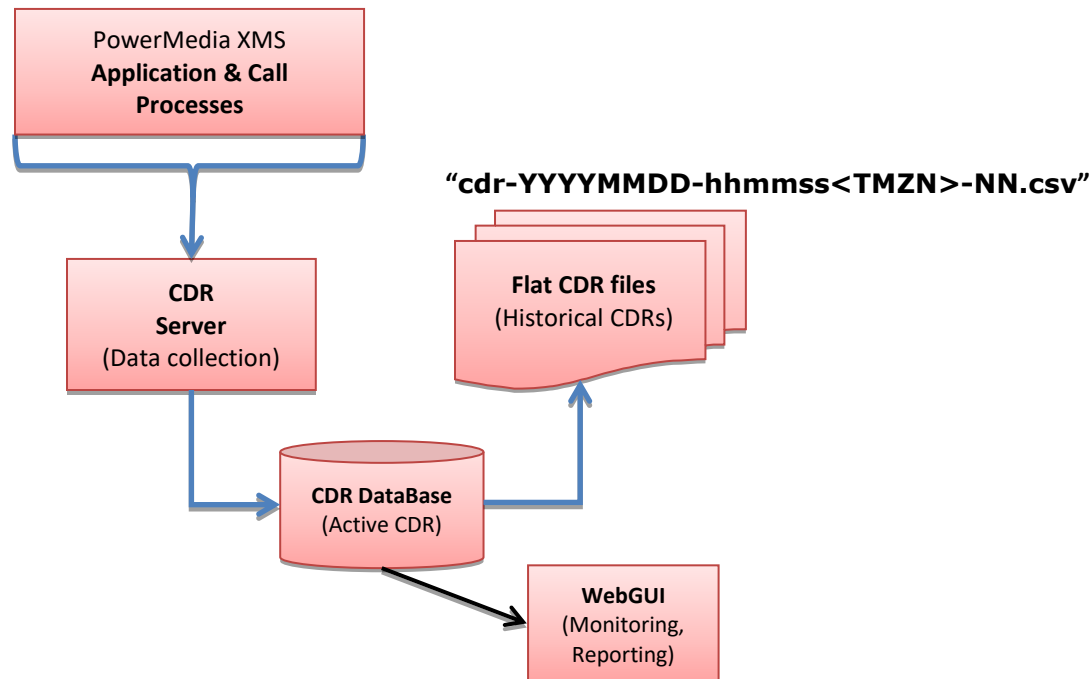 PowerMedia XMS
Application & Call
Processes
“cdr-YYYYMMDD-hhmmss<TMZN>-NN.csv”
CDR
Server
(Data collection)
Flat CDR files
(Historical CDRs)
CDR DataBase
(Active CDR)
WebGUI
(Monitoring,
Reporting)